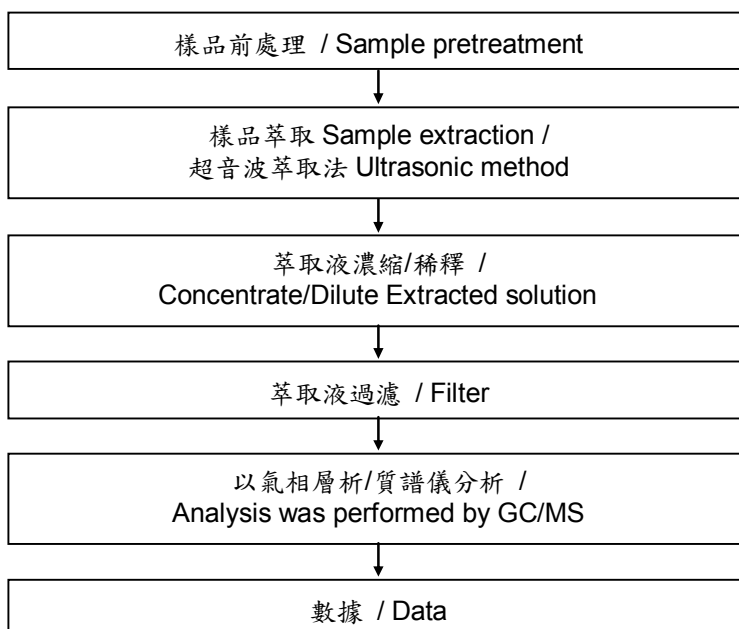 樣品前處理 / Sample pretreatment
樣品萃取 Sample extraction /
超音波萃取法 Ultrasonic method
萃取液濃縮/稀釋 /
Concentrate/Dilute Extracted solution
萃取液過濾 / Filter
以氣相層析/質譜儀分析 /
Analysis was performed by GC/MS
數據 / Data